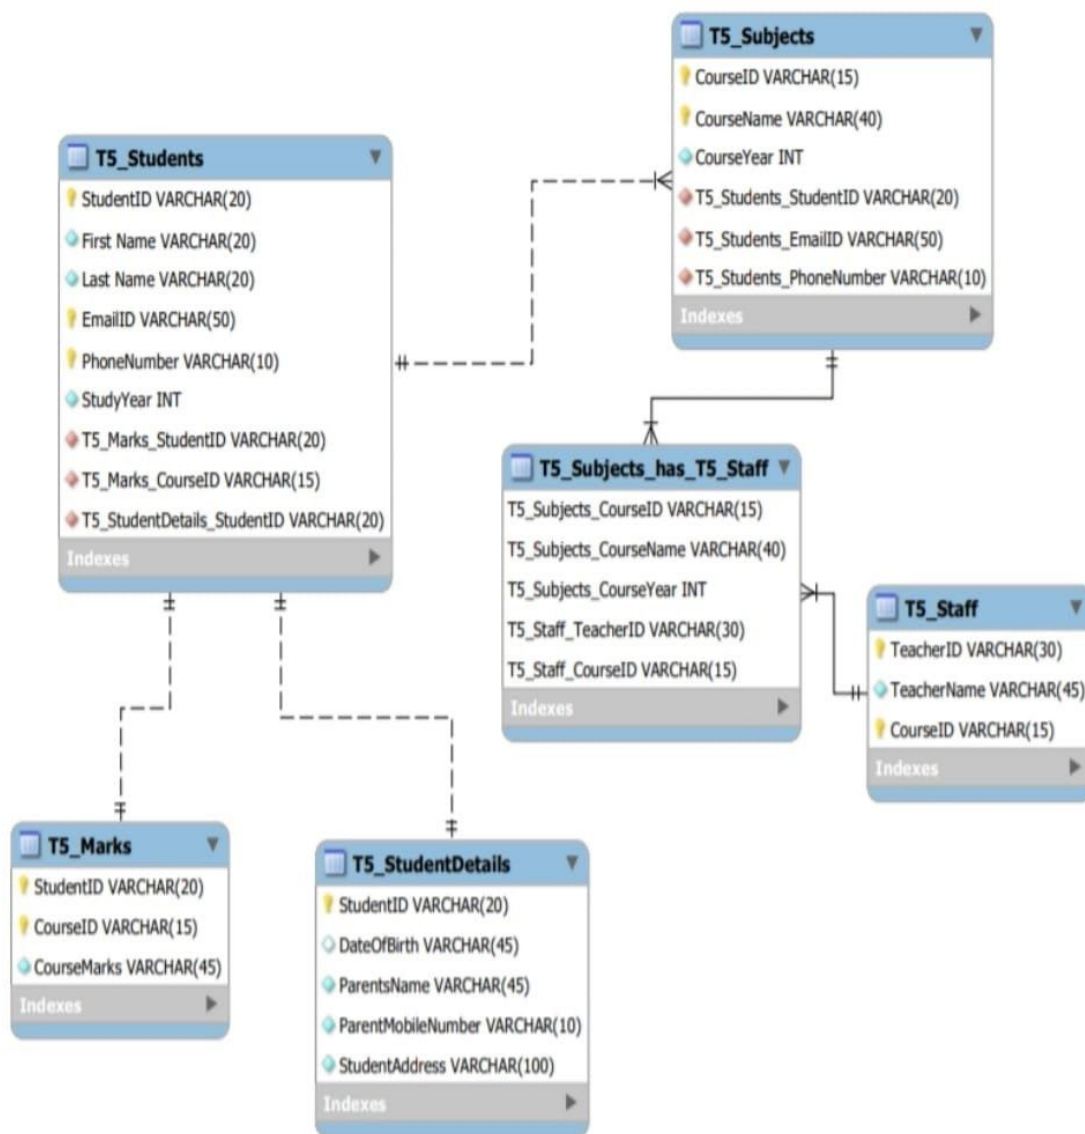 T5_Subjects
CourseID VARCHAR(15)
CourseName VARCHAR(40)
CourseYear INT
T5_Students_StudentID VARCHAR(20)
T5_Students_EmailID VARCHAR(50)
T5_Students_PhoneNumber VARCHAR(10)
Indexes
T5_Students
StudentID VARCHAR(20)
First Name VARCHAR(20)
Last Name VARCHAR(20)
EmailID VARCHAR(50)
PhoneNumber VARCHAR(10)
StudyYear INT
T5_Marks_StudentID VARCHAR(20)
T5_Marks_CourseID VARCHAR(15)
T5_StudentDetails_StudentID VARCHAR(20)
Indexes
T5_Subjects_has_T5_Staff
T5_Subjects_CourseID VARCHAR(15)
T5_Subjects_CourseName VARCHAR(40)
T5_Subjects_CourseYear INT
T5_Staff_TeacherID VARCHAR(30)
T5_Staff_CourseID VARCHAR(15)
Indexes
T5_Staff
TeacherID VARCHAR(30)
TeacherName VARCHAR(45)
CourseID VARCHAR(15)
Indexes
T5_Marks
StudentID VARCHAR(20)
CourseID VARCHAR(15)
CourseMarks VARCHAR(45)
Indexes
T5_StudentDetails
StudentID VARCHAR(20)
DateOfBirth VARCHAR(45)
ParentsName VARCHAR(45)
ParentMobileNumber VARCHAR(10)
StudentAddress VARCHAR(100)
Indexes